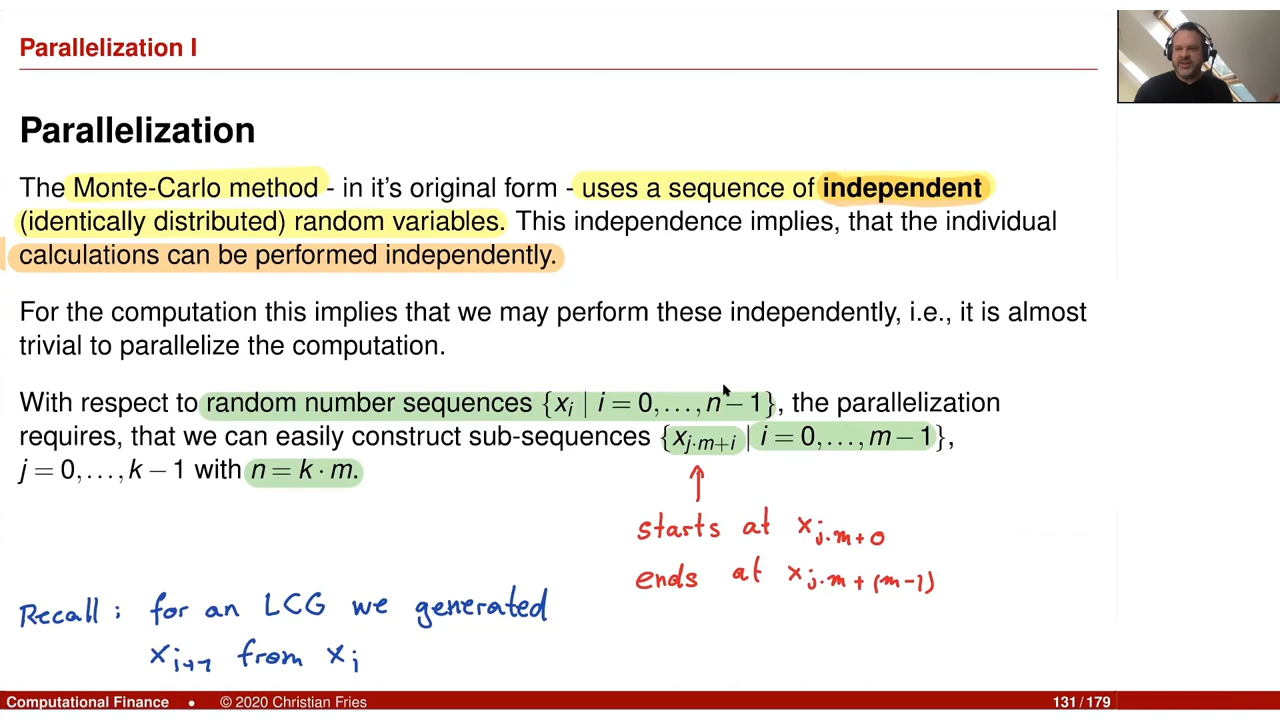 Parallelization I
Parallelization
The Monte-Carlo method - in it's original form - uses a sequence of independent
(identically distributed) random variables. This independence implies, that the individual
calculations can be performed independently.
For the computation this implies that we may perform these independently, i.e., it is almost
trivial to parallelize the computation.
With respect to random number sequences {x_i | i = 0,...,n − 1}, the parallelization
requires, that we can easily construct sub-sequences {x_{j·m+i} | i = 0,...,m − 1},
j = 0,...,k − 1 with n = k · m.
↑
starts at x_{j·m+0}
ends at x_{j·m+(m-1)}
Recall: for an LCG we generated
x_{i+1} from x_i
Computational Finance • © 2020 Christian Fries 131 / 179